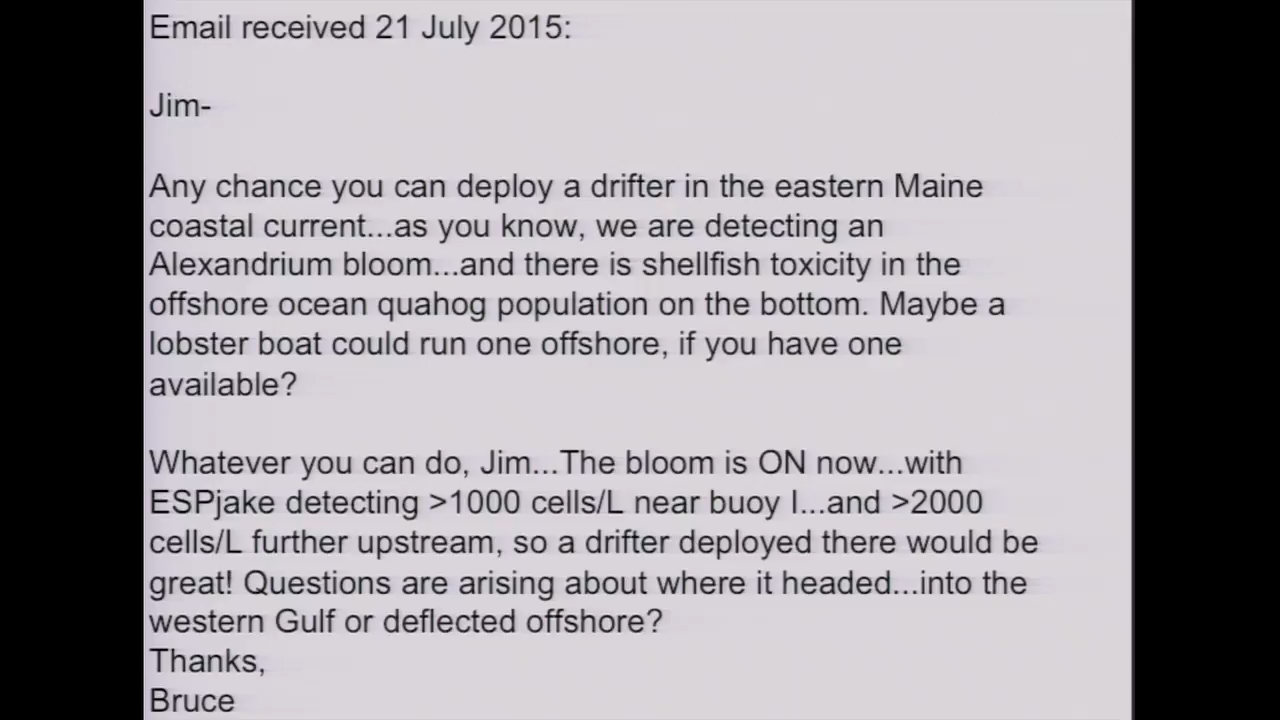 Email received 21 July 2015:
Jim-
Any chance you can deploy a drifter in the eastern Maine
coastal current...as you know, we are detecting an
Alexandrium bloom...and there is shellfish toxicity in the
offshore ocean quahog population on the bottom. Maybe a
lobster boat could run one offshore, if you have one
available?
Whatever you can do, Jim...The bloom is ON now...with
ESPjake detecting >1000 cells/L near buoy I...and >2000
cells/L further upstream, so a drifter deployed there would be
great! Questions are arising about where it headed...into the
western Gulf or deflected offshore?
Thanks,
Bruce